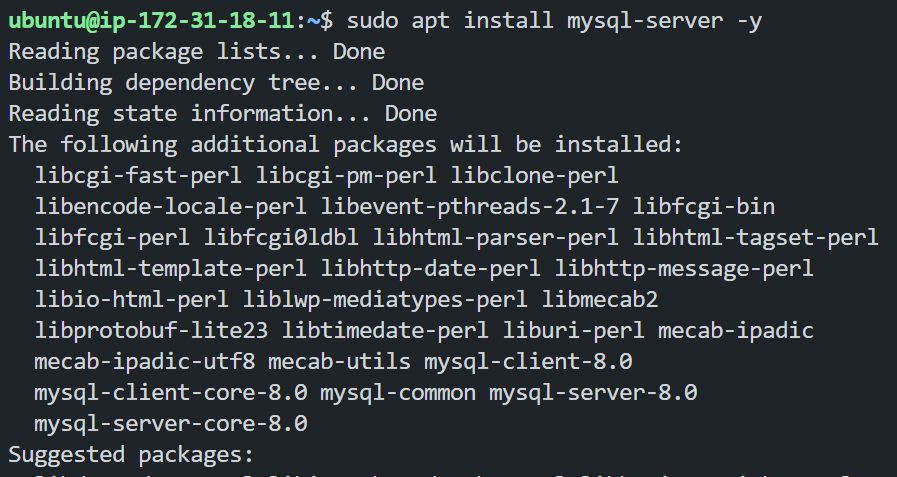 ubuntu@ip-172-31-18-11:~$ sudo apt install mysql-server -y
Reading package lists... Done
Building dependency tree... Done
Reading state information... Done
The following additional packages will be installed:
  libcgi-fast-perl libcgi-pm-perl libclone-perl
  libencode-locale-perl libevent-pthreads-2.1-7 libfcgi-bin
  libfcgi-perl libfcgi0ldbl libhtml-parser-perl libhtml-tagset-perl
  libhtml-template-perl libhttp-date-perl libhttp-message-perl
  libio-html-perl liblwp-mediatypes-perl libmecab2
  libprotobuf-lite23 libtimedate-perl liburi-perl mecab-ipadic
  mecab-ipadic-utf8 mecab-utils mysql-client-8.0
  mysql-client-core-8.0 mysql-common mysql-server-8.0
  mysql-server-core-8.0
Suggested packages: